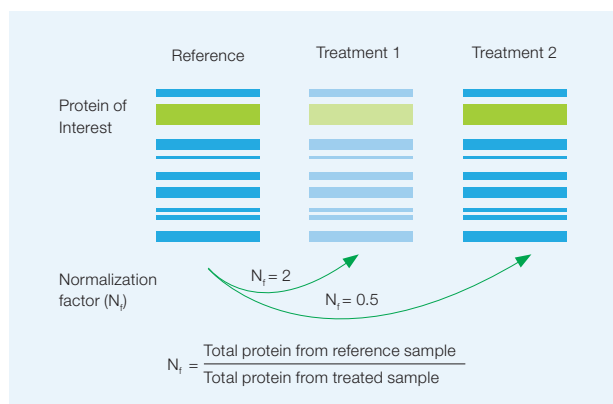 Reference
Treatment 1
Treatment 2
Protein of
Interest
Normalization
factor (Nf)
Nf = 2
Nf = 0.5
Nf = Total protein from reference sample
Total protein from treated sample